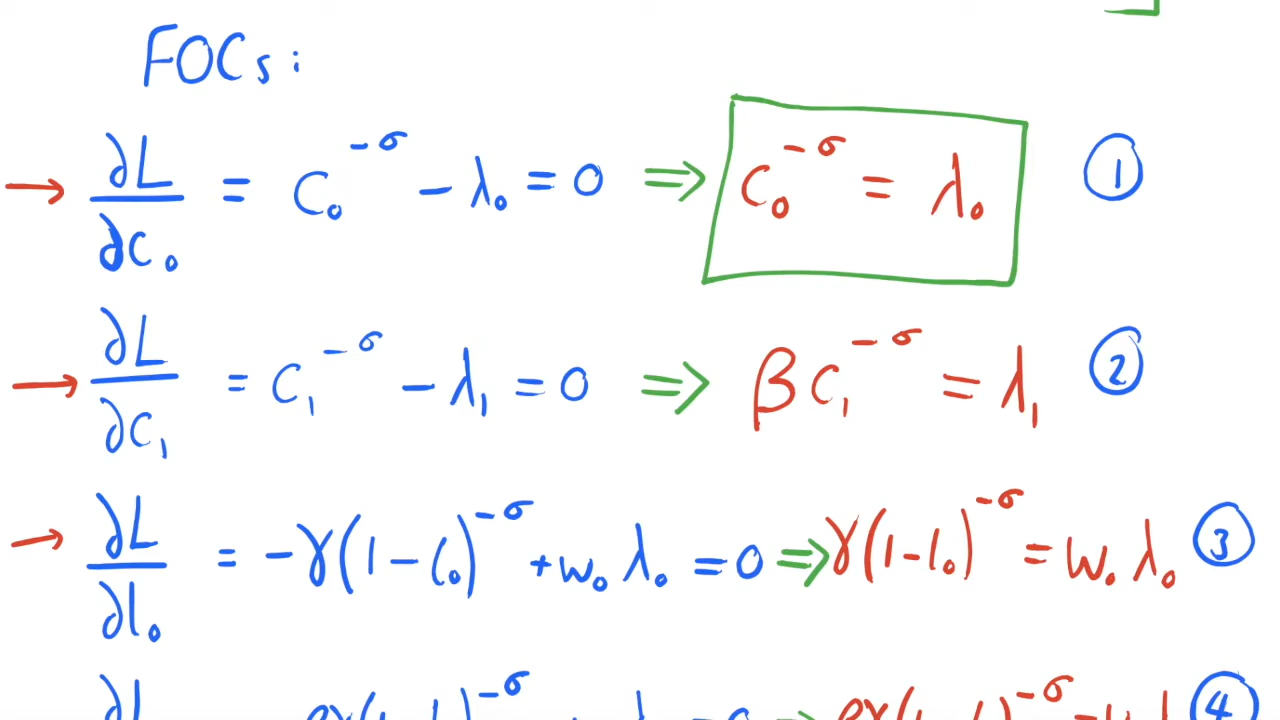 FOCs:
→ ∂L/∂c₀ = c₀^{-σ} - λ₀ = 0 ⇒ c₀^{-σ} = λ₀ ①
→ ∂L/∂c₁ = c₁^{-σ} - λ₁ = 0 ⇒ βc₁^{-σ} = λ₁ ②
→ ∂L/∂l₀ = -γ(1-l₀)^{-σ} + w₀λ₀ = 0 ⇒ γ(1-l₀)^{-σ} = w₀λ₀ ③
∂L -σ ⇒ -σ ④